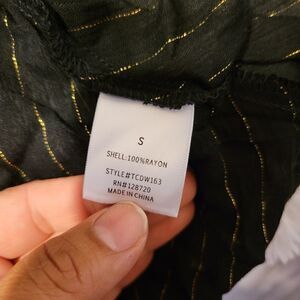 S
SHELL:100%RAYON
STYLE#TCDW163
RN#128720
MADE IN CHINA